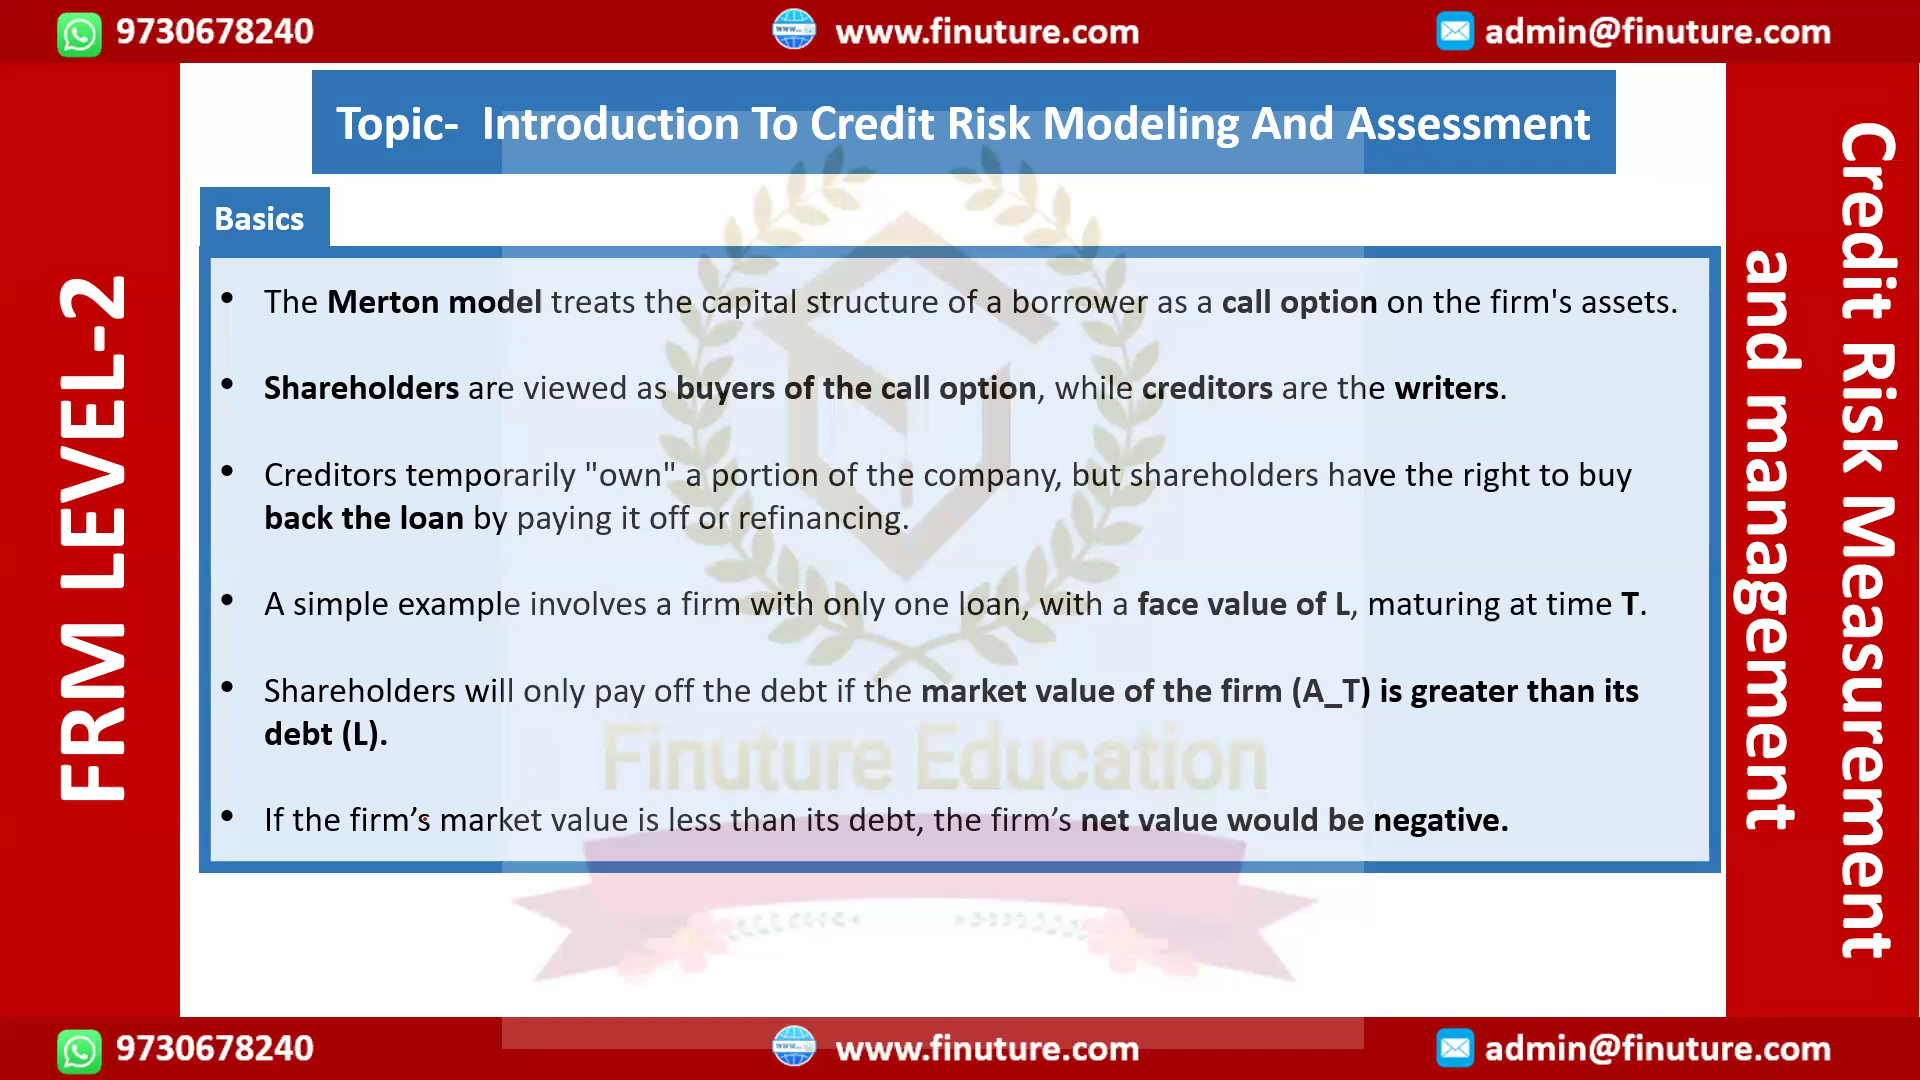 9730678240
www.finuture.com
admin@finuture.com
Topic-  Introduction To Credit Risk Modeling And Assessment
FRM LEVEL-2
Basics
• The Merton model treats the capital structure of a borrower as a call option on the firm's assets.
• Shareholders are viewed as buyers of the call option, while creditors are the writers.
• Creditors temporarily "own" a portion of the company, but shareholders have the right to buy
back the loan by paying it off or refinancing.
• A simple example involves a firm with only one loan, with a face value of L, maturing at time T.
• Shareholders will only pay off the debt if the market value of the firm (A_T) is greater than its
debt (L).
• If the firm’s market value is less than its debt, the firm’s net value would be negative.
Finuture Education
Credit Risk Measurement
and management
9730678240
www.finuture.com
admin@finuture.com